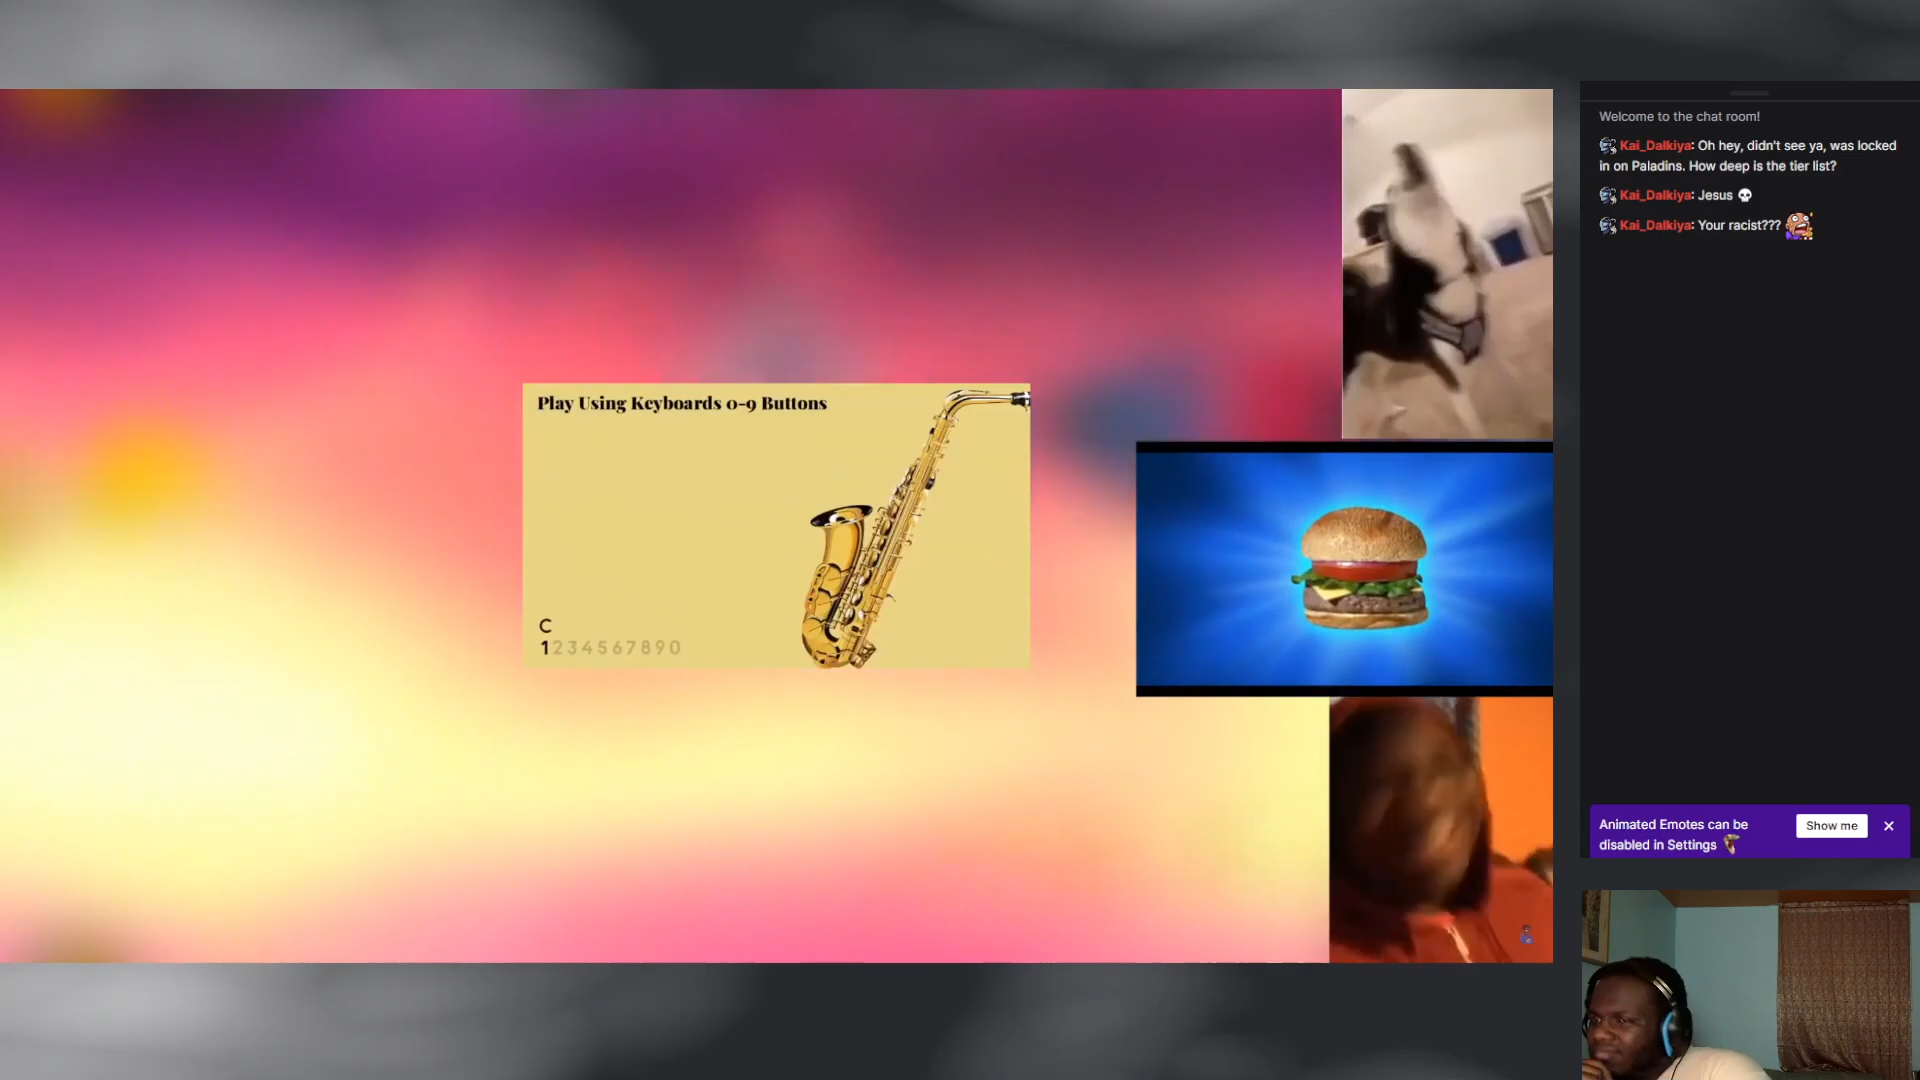 Play Using Keyboards 0-9 Buttons
C
1234567890
Welcome to the chat room!
Kai_Dalkiya: Oh hey, didn't see ya, was locked
in on Paladins. How deep is the tier list?
Kai_Dalkiya: Jesus 💀
Kai_Dalkiya: Your racist???
Animated Emotes can be
disabled in Settings
Show me